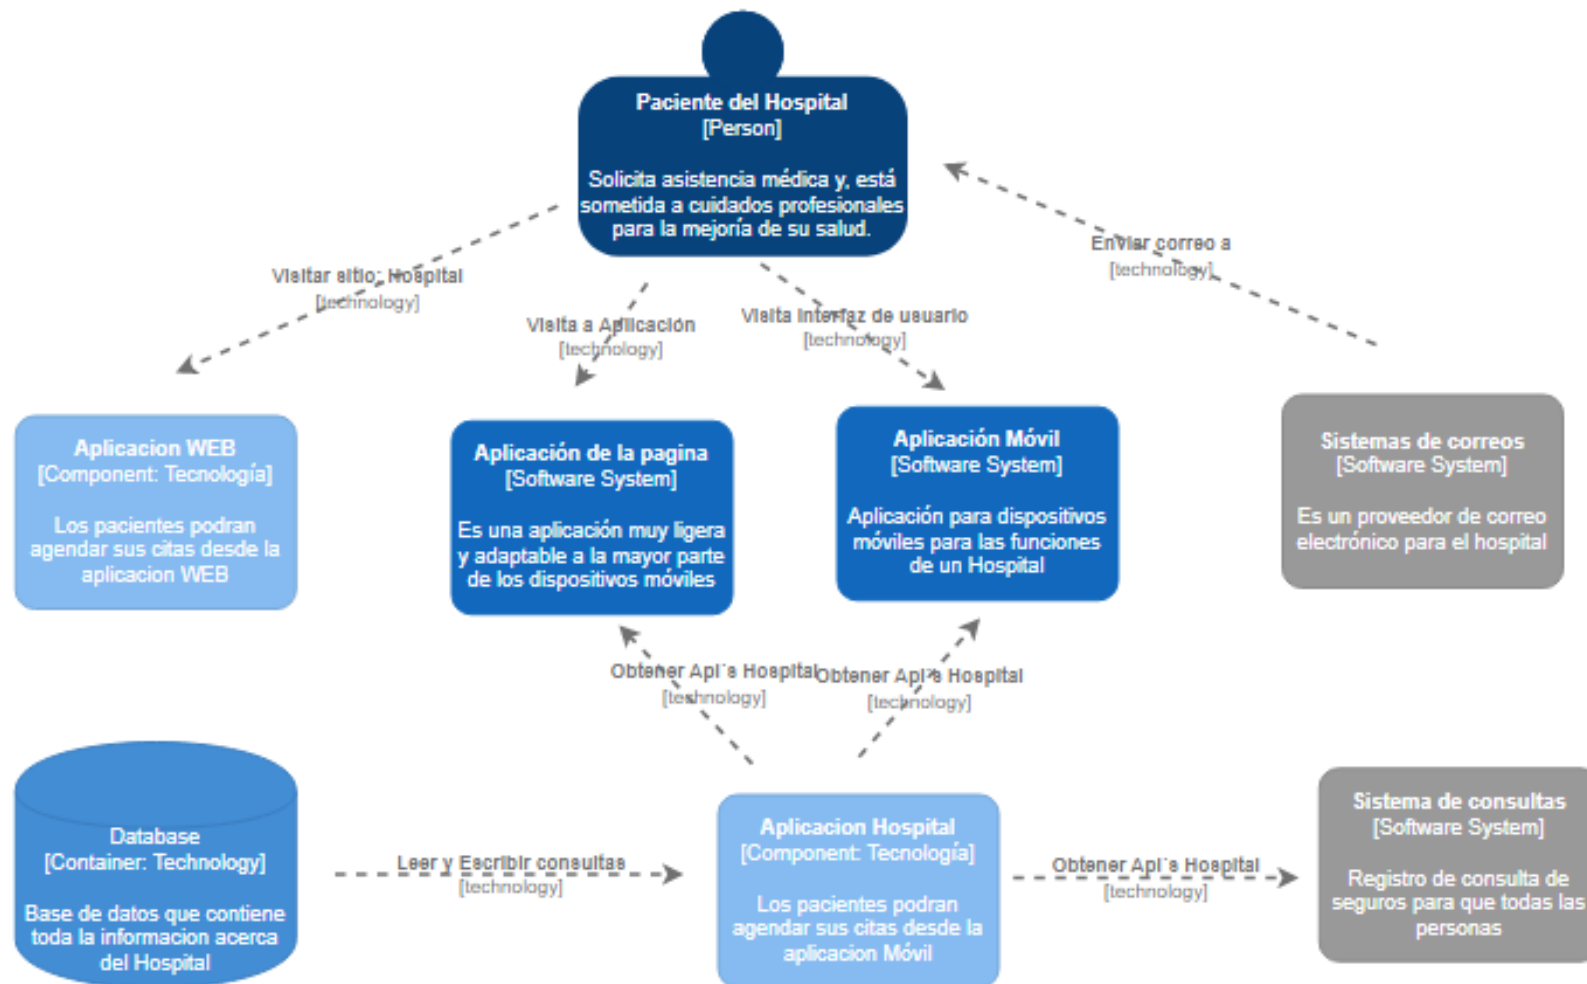 Paciente del Hospital
[Person]
Solicita asistencia médica y, está
sometida a cuidados profesionales
para la mejoría de su salud.
Visitar sitio: Hospital
[technology]
Visita a Aplicación
[technology]
Visita Interfaz de usuario
[technology]
Enviar correo a
[technology]
Aplicacion WEB
[Component: Tecnología]
Los pacientes podran
agendar sus citas desde la
aplicacion WEB
Aplicación de la pagina
[Software System]
Es una aplicación muy ligera
y adaptable a la mayor parte
de los dispositivos móviles
Aplicación Móvil
[Software System]
Aplicación para dispositivos
móviles para las funciones
de un Hospital
Sistemas de correos
[Software System]
Es un proveedor de correo
electrónico para el hospital
Obtener Api´s Hospital
[technology]
Obtener Api´s Hospital
[technology]
Database
[Container: Technology]
Base de datos que contiene
toda la informacion acerca
del Hospital
Leer y Escribir consultas
[technology]
Aplicacion Hospital
[Component: Tecnología]
Los pacientes podran
agendar sus citas desde la
aplicacion Móvil
Obtener Api´s Hospital
[technology]
Sistema de consultas
[Software System]
Registro de consulta de
seguros para que todas las
personas